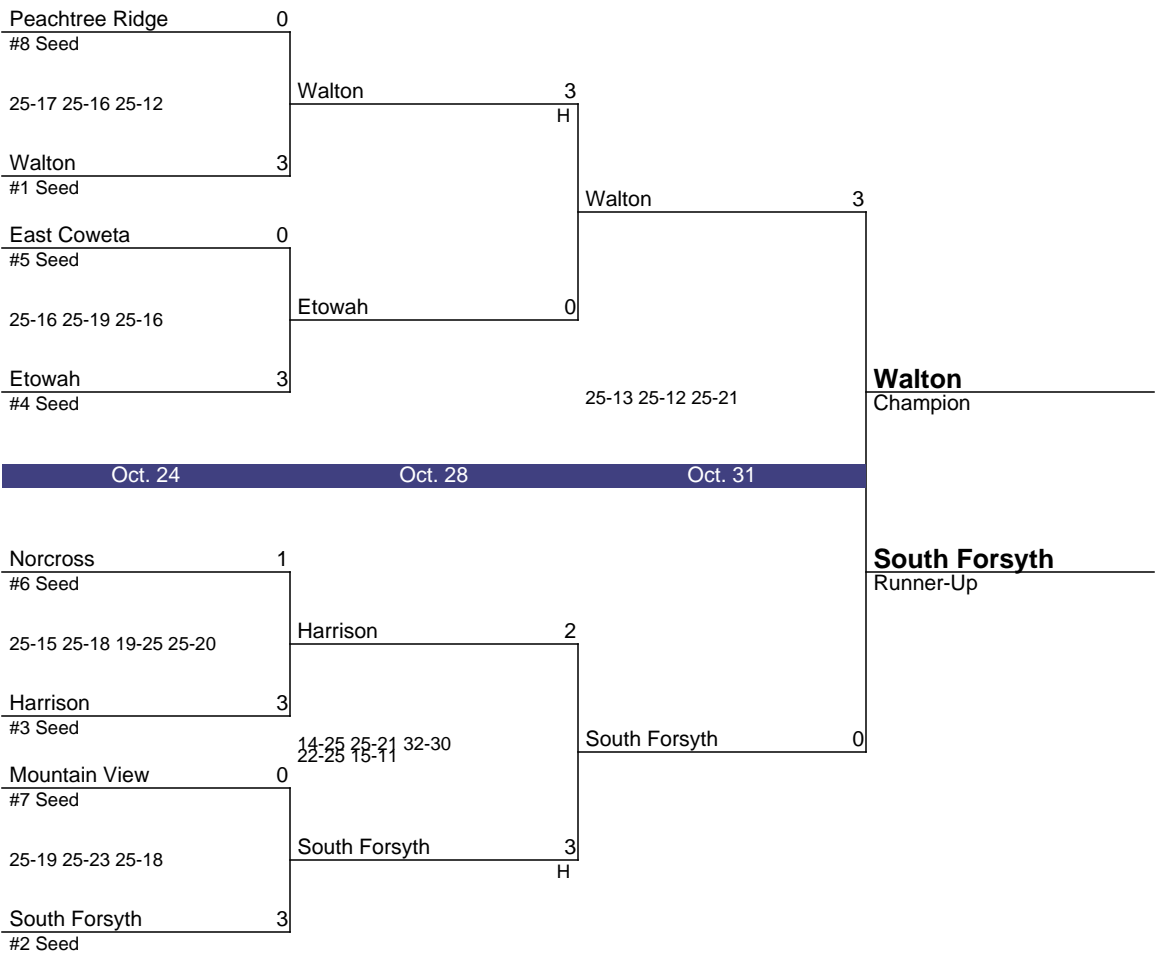 Peachtree Ridge 0
#8 Seed
25-17 25-16 25-12
Walton 3
#1 Seed
Walton 3
H
East Coweta 0
#5 Seed
25-16 25-19 25-16
Etowah 3
#4 Seed
Etowah 0
Walton 3
25-13 25-12 25-21
Walton
Champion
Oct. 24 Oct. 28 Oct. 31
Norcross 1
#6 Seed
25-15 25-18 19-25 25-20
Harrison 3
#3 Seed
Harrison 2
14-25 25-21 32-30
22-25 15-11
Mountain View 0
#7 Seed
25-19 25-23 25-18
South Forsyth 3
#2 Seed
South Forsyth 3
H
South Forsyth 0
South Forsyth
Runner-Up